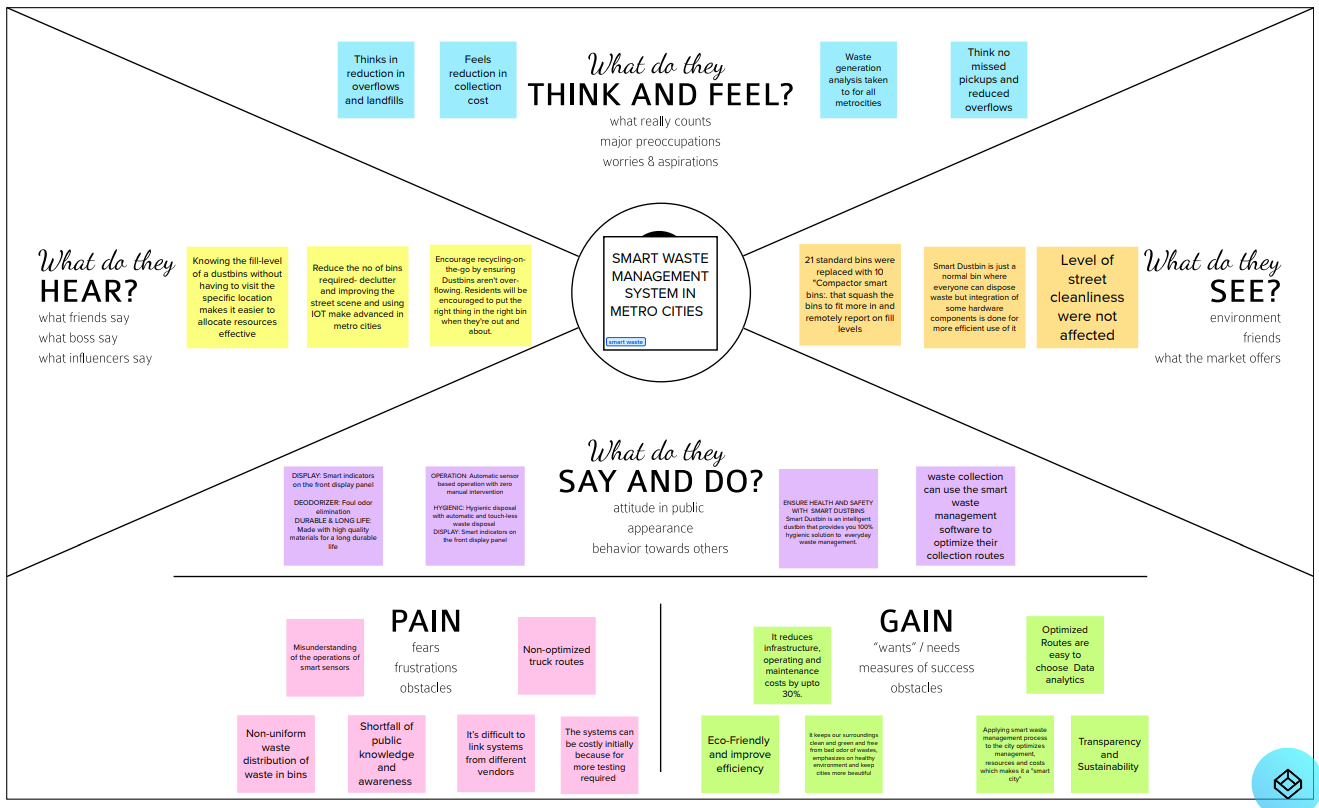 Thinks in
reduction in
overflows
and landfills
Feels
reduction in
collection
cost
What do they
THINK AND FEEL?
what really counts
major preoccupations
worries & aspirations
Waste
generation
analysis taken
to for all
metrocities
Think no
missed
pickups and
reduced
overflows
What do they
HEAR?
what friends say
what boss say
what influencers say
Knowing the fill-level
of a dustbins without
having to visit the
specific location
makes it easier to
allocate resources
effective
Reduce the no of bins
required- declutter
and improving the
street scene and using
IOT make advanced in
metro cities
Encourage recycling-on-
the-go by ensuring
Dustbins aren't over-
flowing. Residents will be
encouraged to put the
right thing in the right bin
when they're out and
about.
SMART WASTE
MANAGEMENT
SYSTEM IN
METRO CITIES
smart waste
21 standard bins were
replaced with 10
"Compactor smart
bins:. that squash the
bins to fit more in and
remotely report on fill
levels
Smart Dustbin is just a
normal bin where
everyone can dispose
waste but integration of
some hardware
components is done for
more efficient use of it
Level of
street
cleanliness
were not
affected
What do they
SEE?
environment
friends
what the market offers
DISPLAY: Smart indicators
on the front display panel
DEODORIZER: Foul odor
elimination
DURABLE & LONG LIFE:
Made with high quality
materials for a long durable
life
OPERATION: Automatic sensor
based operation with zero
manual intervention
HYGIENIC: Hygienic disposal
with automatic and touch-less
waste disposal
DISPLAY: Smart indicators on
the front display panel
What do they
SAY AND DO?
attitude in public
appearance
behavior towards others
ENSURE HEALTH AND SAFETY
WITH SMART DUSTBINS
Smart Dustbin is an intelligent
dustbin that provides you 100%
hygienic solution to everyday
waste management.
waste collection
can use the smart
waste
management
software to
optimize their
collection routes
PAIN
fears
frustrations
obstacles
Misunderstanding
of the operations of
smart sensors
Non-optimized
truck routes
Non-uniform
waste
distribution of
waste in bins
Shortfall of
public
knowledge
and
awareness
It's difficult to
link systems
from different
vendors
The systems can
be costly initially
because for
more testing
required
GAIN
"wants" / needs
measures of success
obstacles
It reduces
infrastructure,
operating and
maintenance
costs by upto
30%.
Optimized
Routes are
easy to
choose Data
analytics
Eco-Friendly
and improve
efficiency
It keeps our surroundings
clean and green and free
from bad odor of wastes,
emphasizes on healthy
environment and keep
cities more beautiful
Applying smart waste
management process
to the city optimizes
management,
resources and costs
which makes it a "smart
city"
Transparency
and
Sustainability